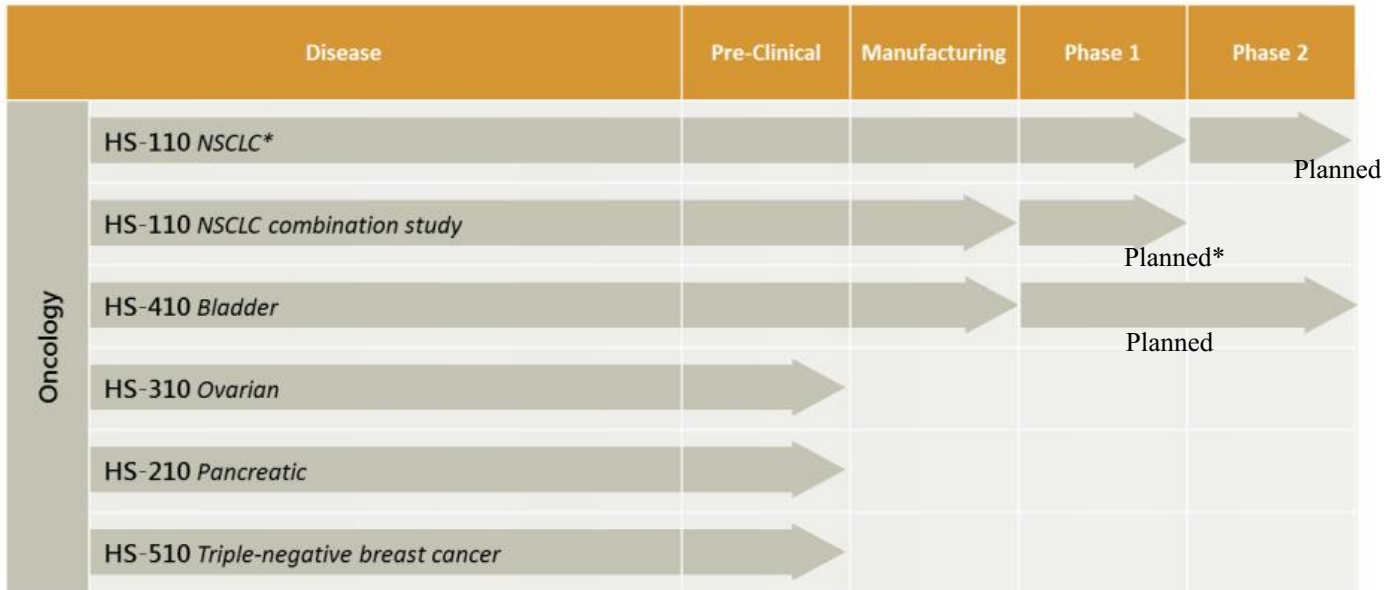 Disease Pre-Clinical Manufacturing Phase 1 Phase 2
HS-110 NSCLC*
Planned
HS-110 NSCLC combination study
Planned*
HS-410 Bladder
Planned
Oncology
HS-310 Ovarian
HS-210 Pancreatic
HS-510 Triple-negative breast cancer